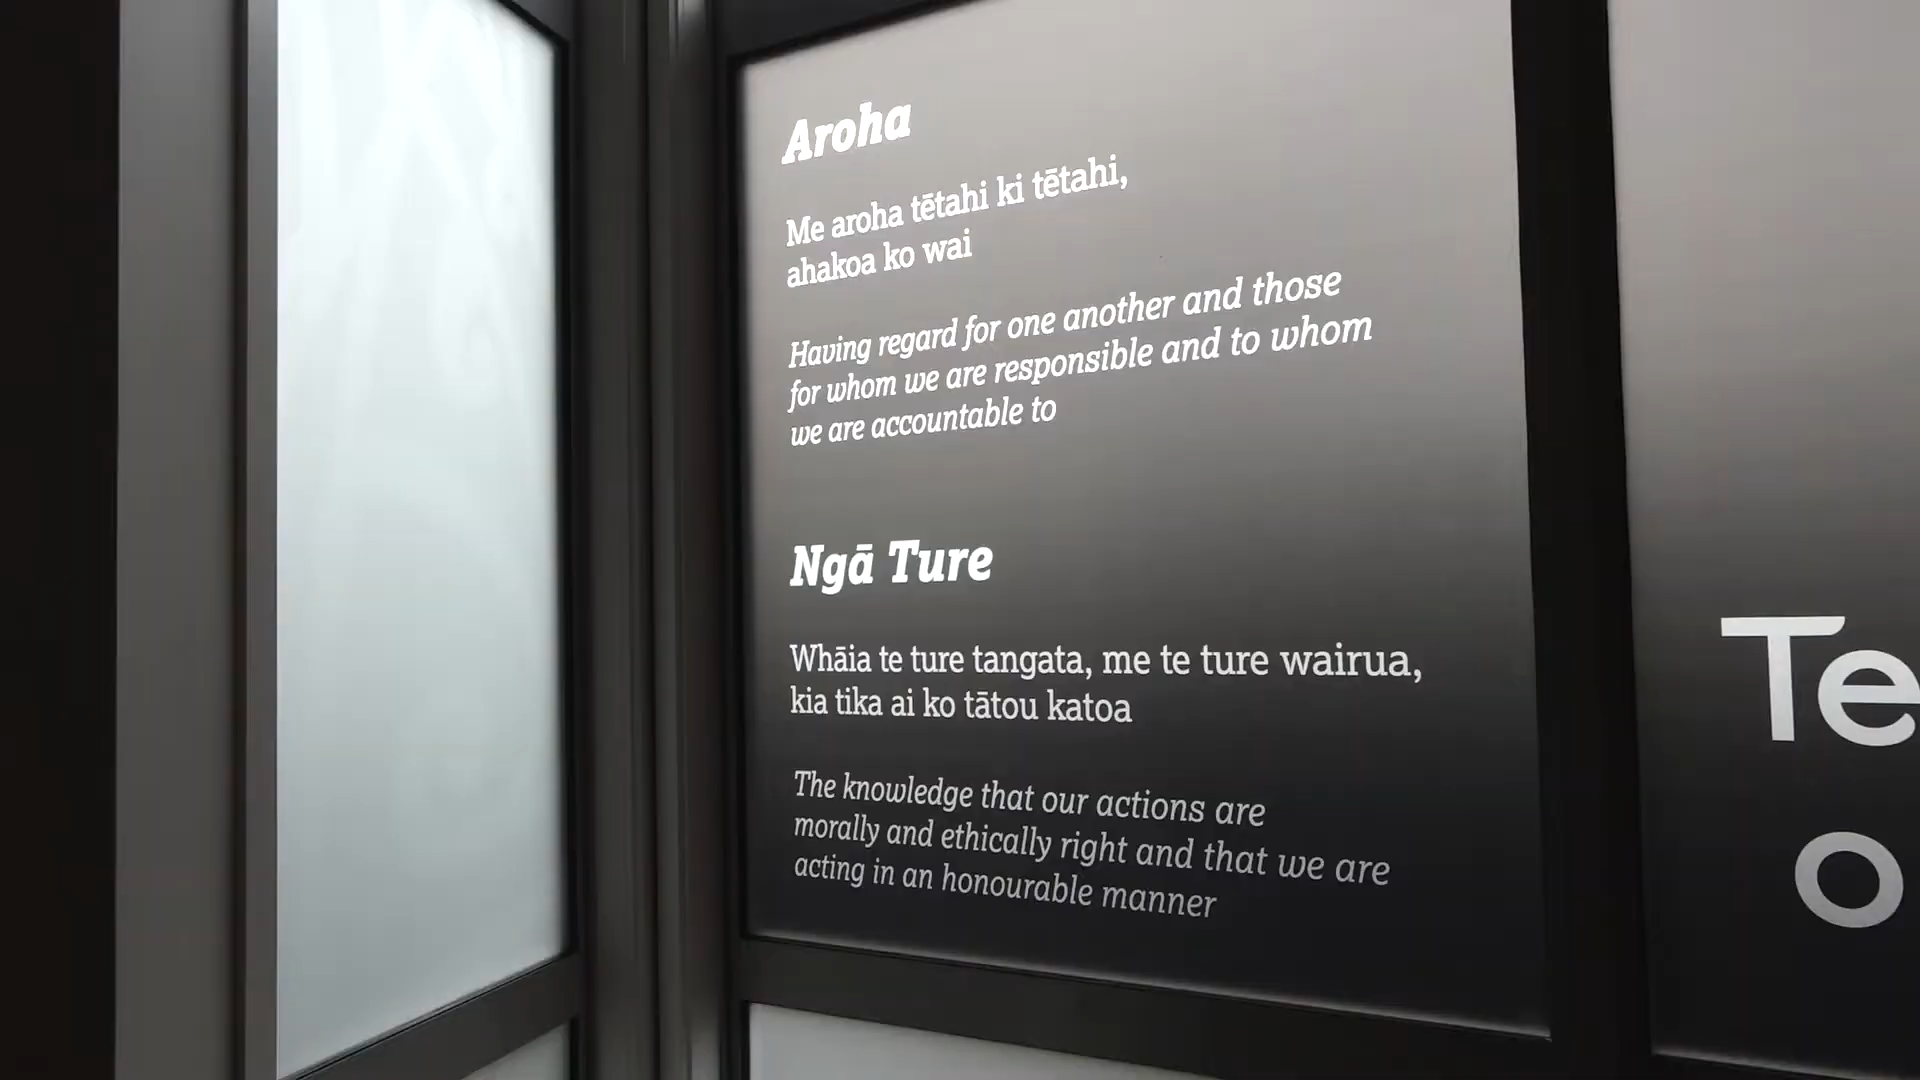 Aroha
Me aroha tētahi ki tētahi,
ahakoa ko wai
Having regard for one another and those
for whom we are responsible and to whom
we are accountable to
Ngā Ture
Whāia te ture tangata, me te ture wairua,
kia tika ai ko tātou katoa
The knowledge that our actions are
morally and ethically right and that we are
acting in an honourable manner
Te
o